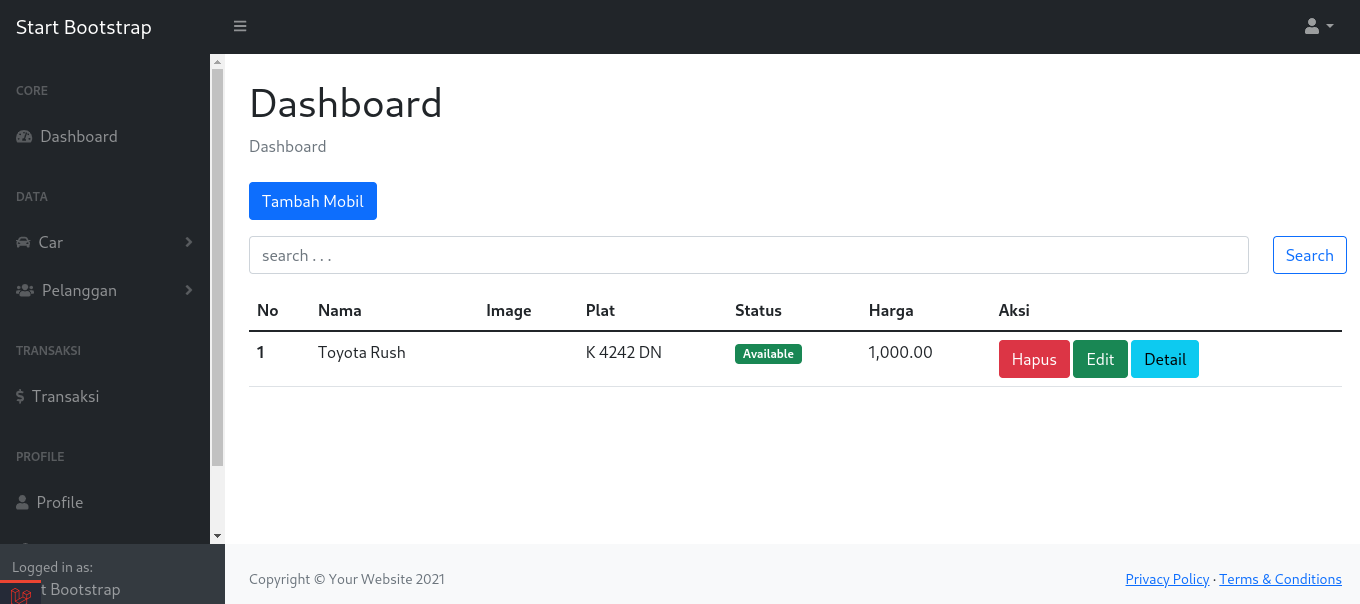 Start Bootstrap
CORE
Dashboard
DATA
Car
Pelanggan
TRANSAKSI
Transaksi
PROFILE
Profile
Logged in as:
t Bootstrap
Dashboard
Dashboard
Tambah Mobil
search . . . Search
No Nama Image Plat Status Harga Aksi
1 Toyota Rush K 4242 DN Available 1,000.00 Hapus Edit Detail
Copyright © Your Website 2021 Privacy Policy · Terms & Conditions